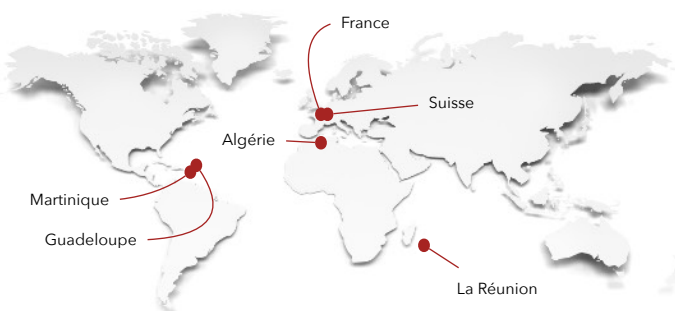 France
Suisse
Algérie
Martinique
Guadeloupe
La Réunion